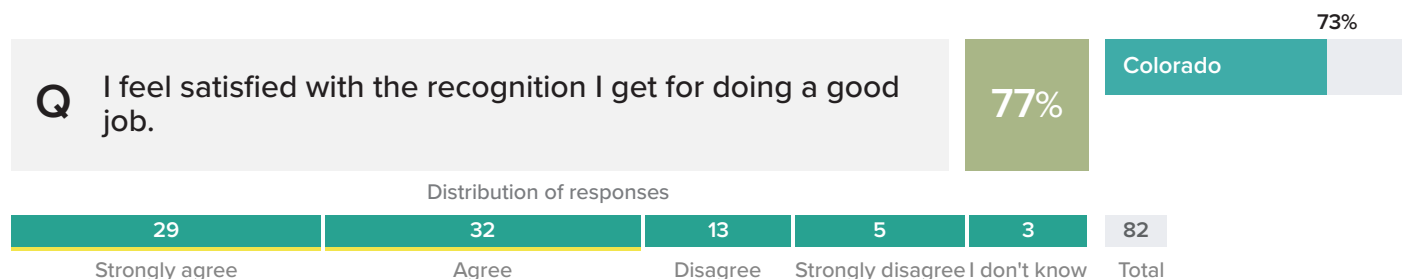 73%
Q
I feel satisfied with the recognition I get for doing a good
job.
77%
Colorado
Distribution of responses
29 32 13 5 3 82
Strongly agree Agree Disagree Strongly disagree I don't know Total